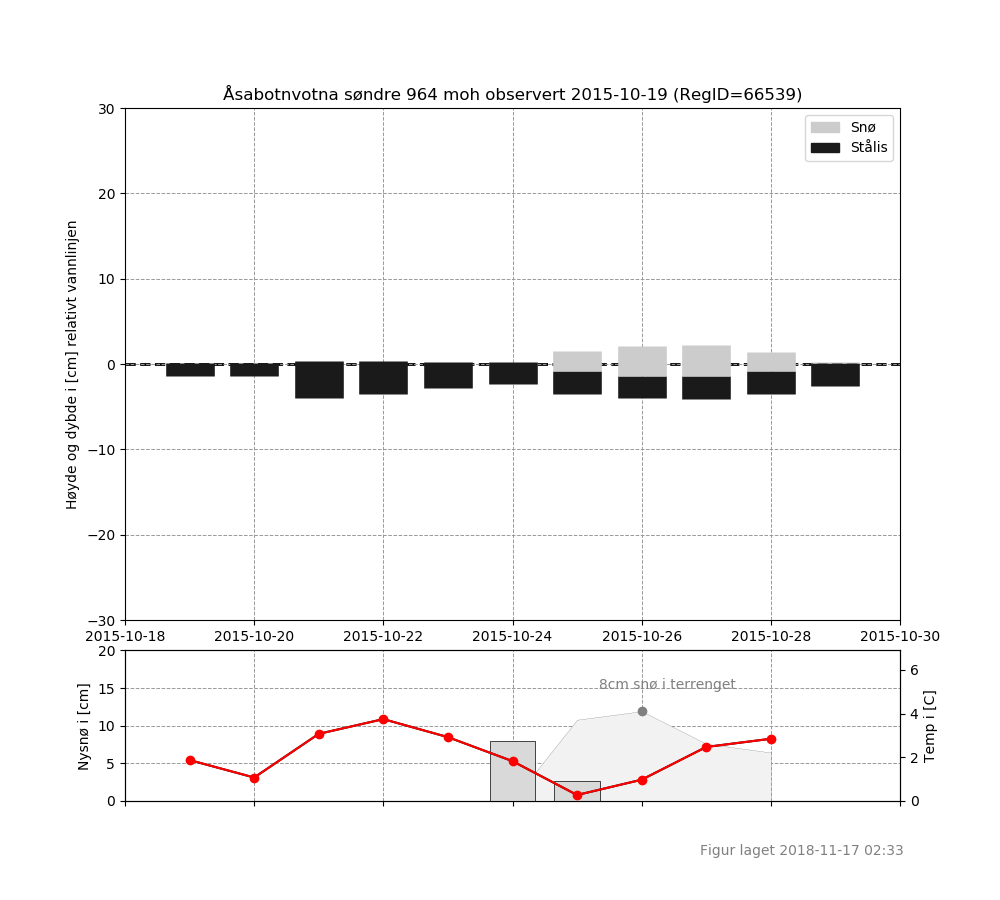 Åsabotnvotna søndre 964 moh observert 2015-10-19 (RegID=66539)
Høyde og dybde i [cm] relativt vannlinjen
30
20
10
0
−10
−20
−30
Snø
Stålis
2015-10-18
2015-10-20
2015-10-22
2015-10-24
2015-10-26
2015-10-28
2015-10-30
Nysnø i [cm]
20
15
10
5
0
8cm snø i terrenget
6
4
2
0
Temp i [C]
Figur laget 2018-11-17 02:33